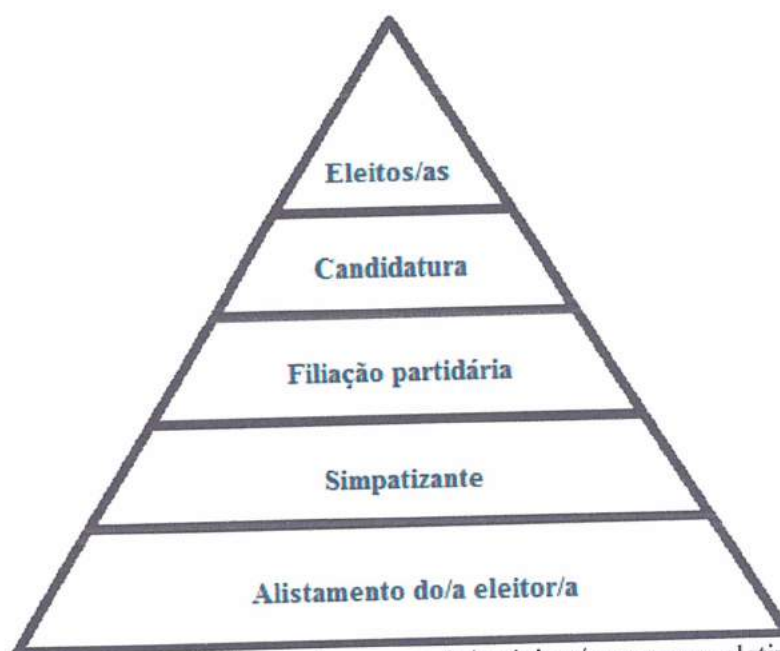 Eleitos/as
Candidatura
Filiação partidária
Simpatizante
Alistamento do/a eleitor/a